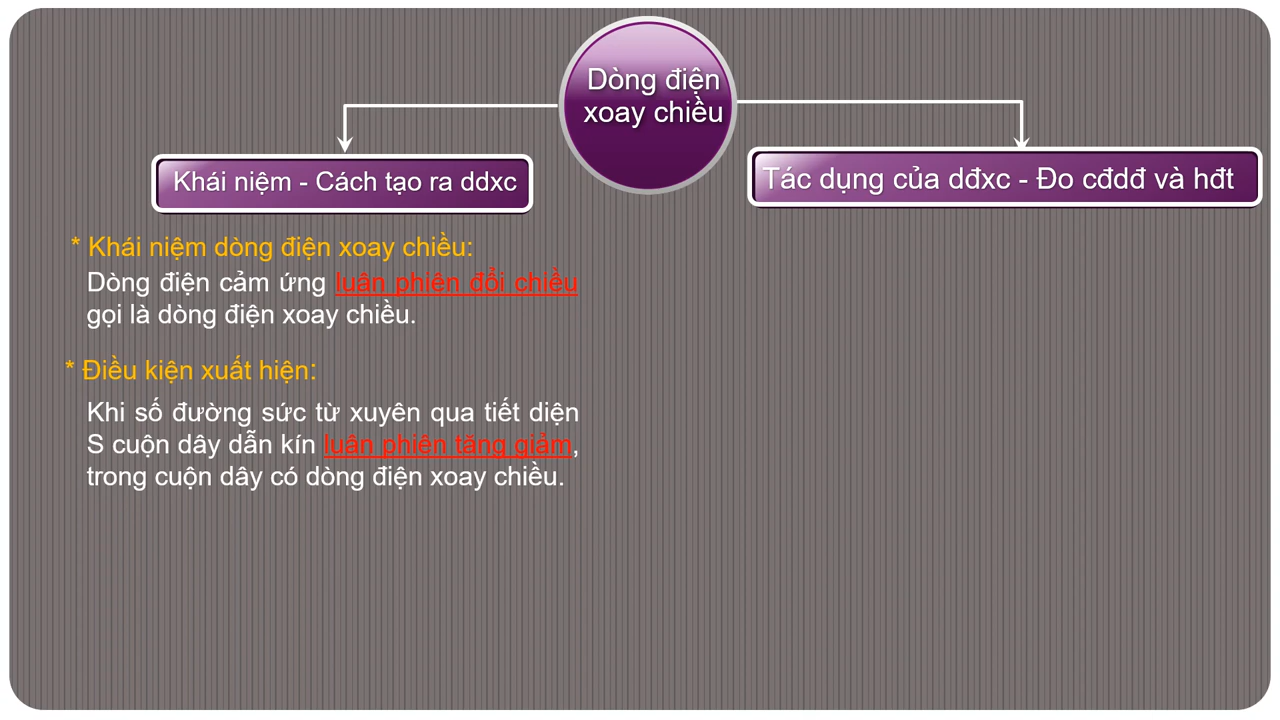 Dòng điện
xoay chiều
Khái niệm - Cách tạo ra ddxc
Tác dụng của dđxc - Đo cđdđ và hđt
* Khái niệm dòng điện xoay chiều:
Dòng điện cảm ứng luân phiên đổi chiều
gọi là dòng điện xoay chiều.
* Điều kiện xuất hiện:
Khi số đường sức từ xuyên qua tiết diện
S cuộn dây dẫn kín luân phiên tăng giảm,
trong cuộn dây có dòng điện xoay chiều.